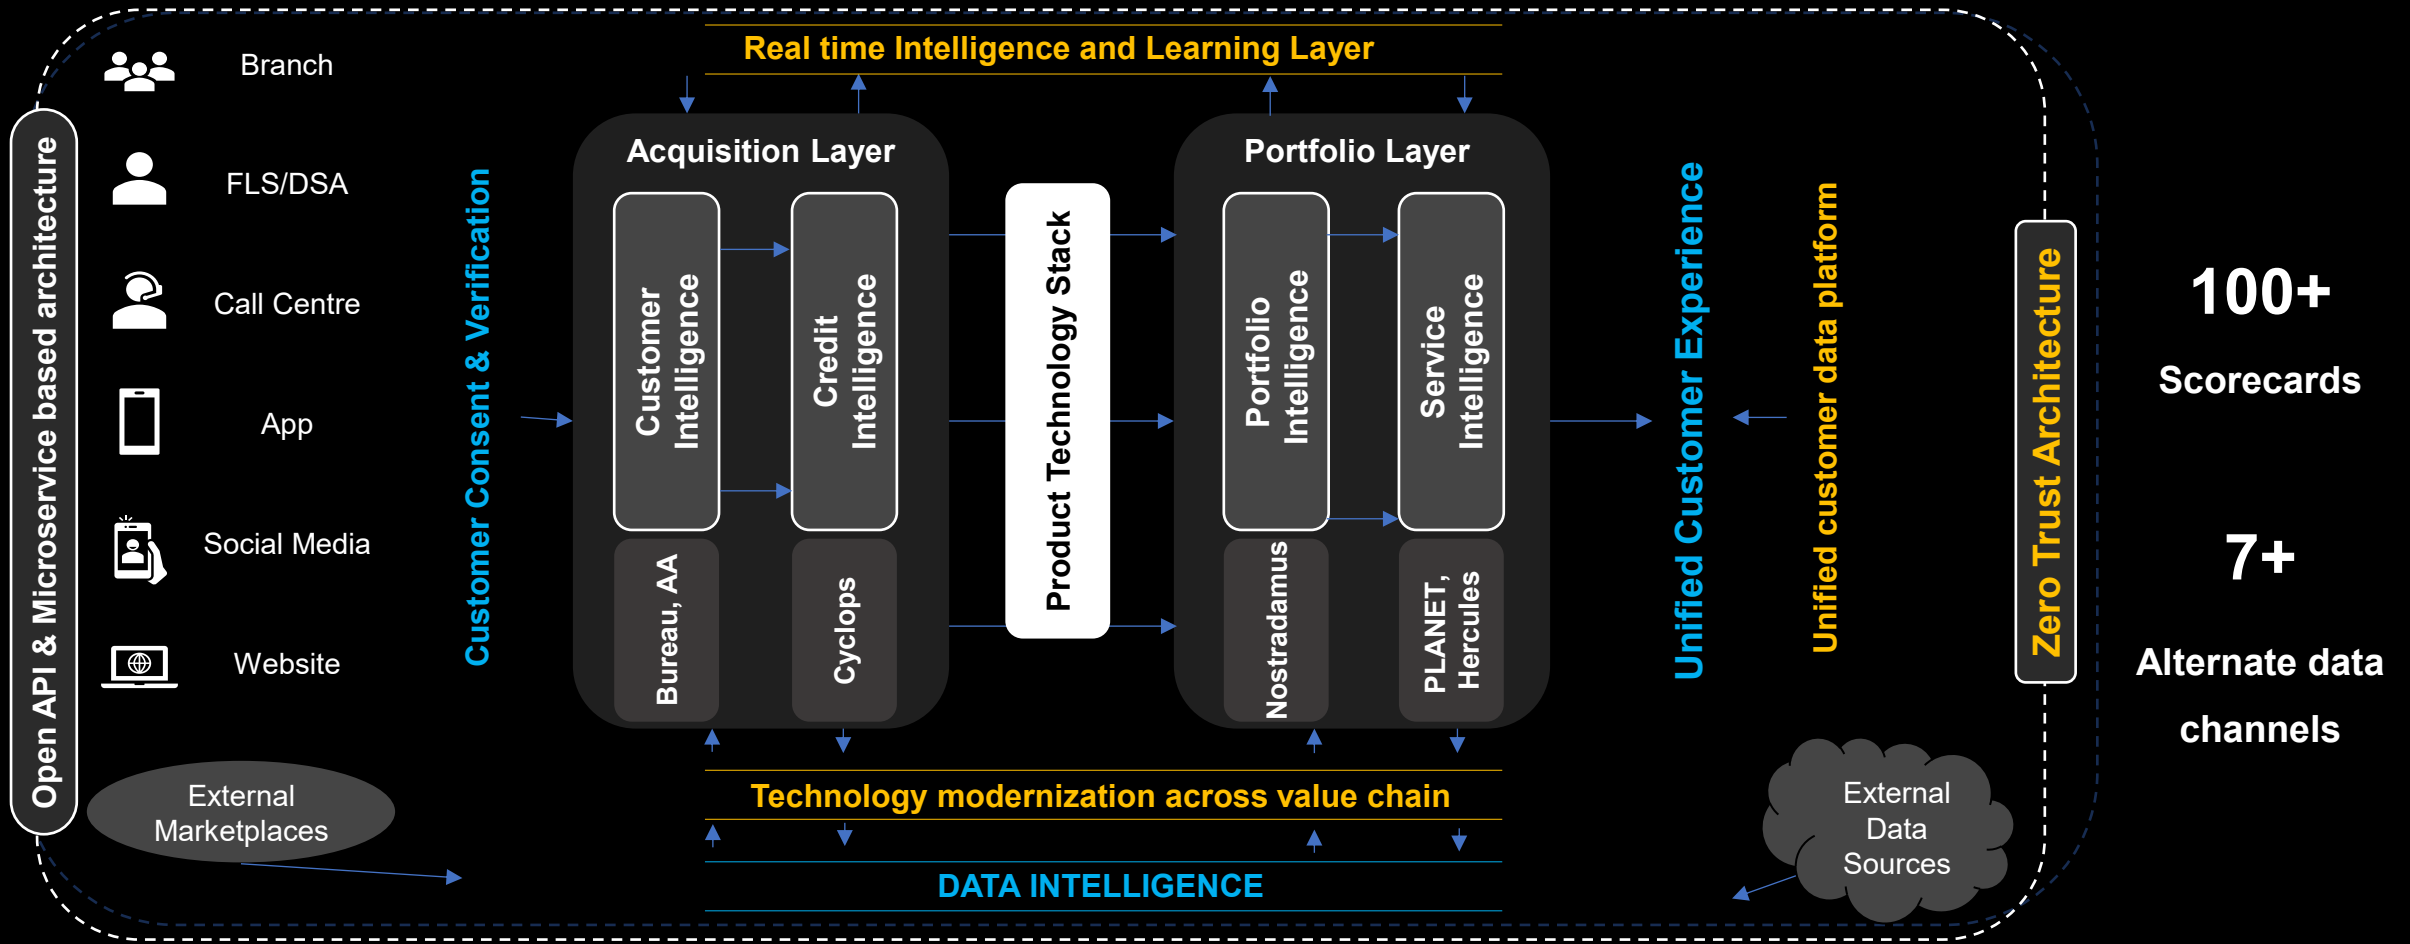 Open API & Microservice based architecture
Branch
FLS/DSA
Call Centre
App
Social Media
Website
External
Marketplaces
Customer Consent & Verification
Real time Intelligence and Learning Layer
Acquisition Layer
Customer
Intelligence
Credit
Intelligence
Bureau, AA
Cyclops
Product Technology Stack
Portfolio Layer
Portfolio
Intelligence
Service
Intelligence
Nostradamus
PLANET,
Hercules
Technology modernization across value chain
DATA INTELLIGENCE
Unified Customer Experience
Unified customer data platform
External
Data
Sources
Zero Trust Architecture
100+
Scorecards
7+
Alternate data
channels